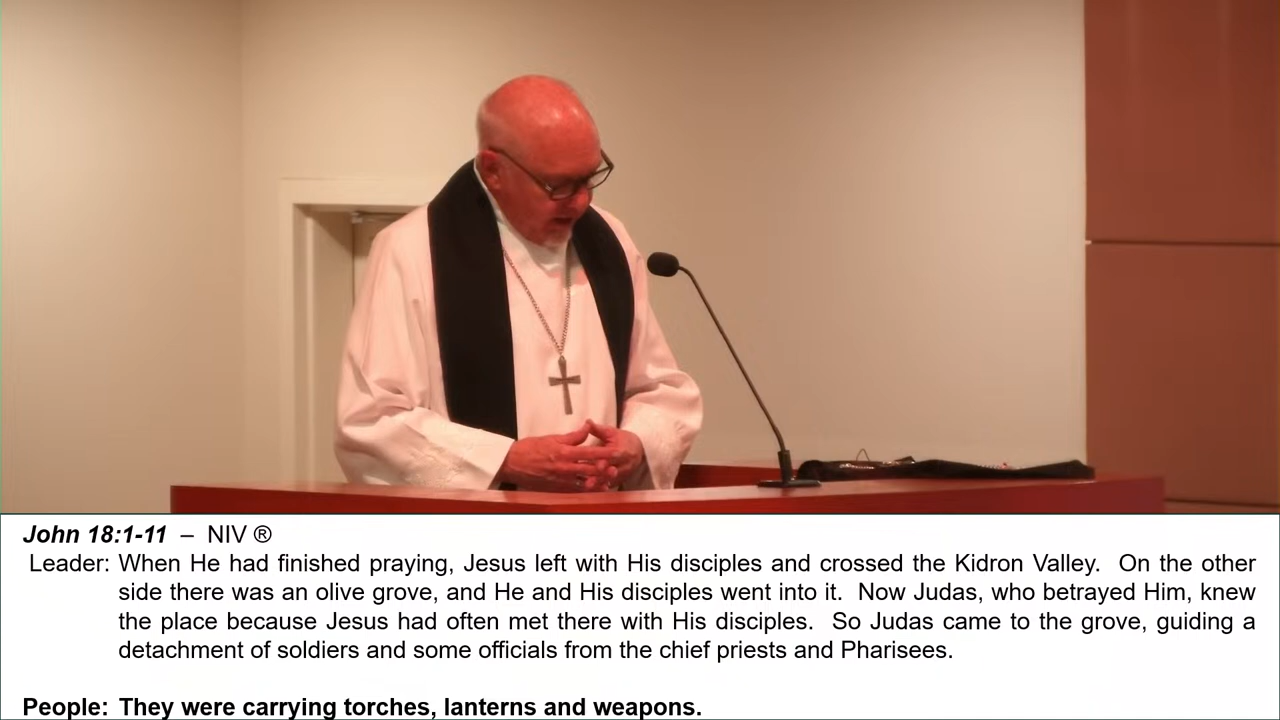 John 18:1-11 – NIV ®
Leader: When He had finished praying, Jesus left with His disciples and crossed the Kidron Valley. On the other
side there was an olive grove, and He and His disciples went into it. Now Judas, who betrayed Him, knew
the place because Jesus had often met there with His disciples. So Judas came to the grove, guiding a
detachment of soldiers and some officials from the chief priests and Pharisees.
People: They were carrying torches, lanterns and weapons.